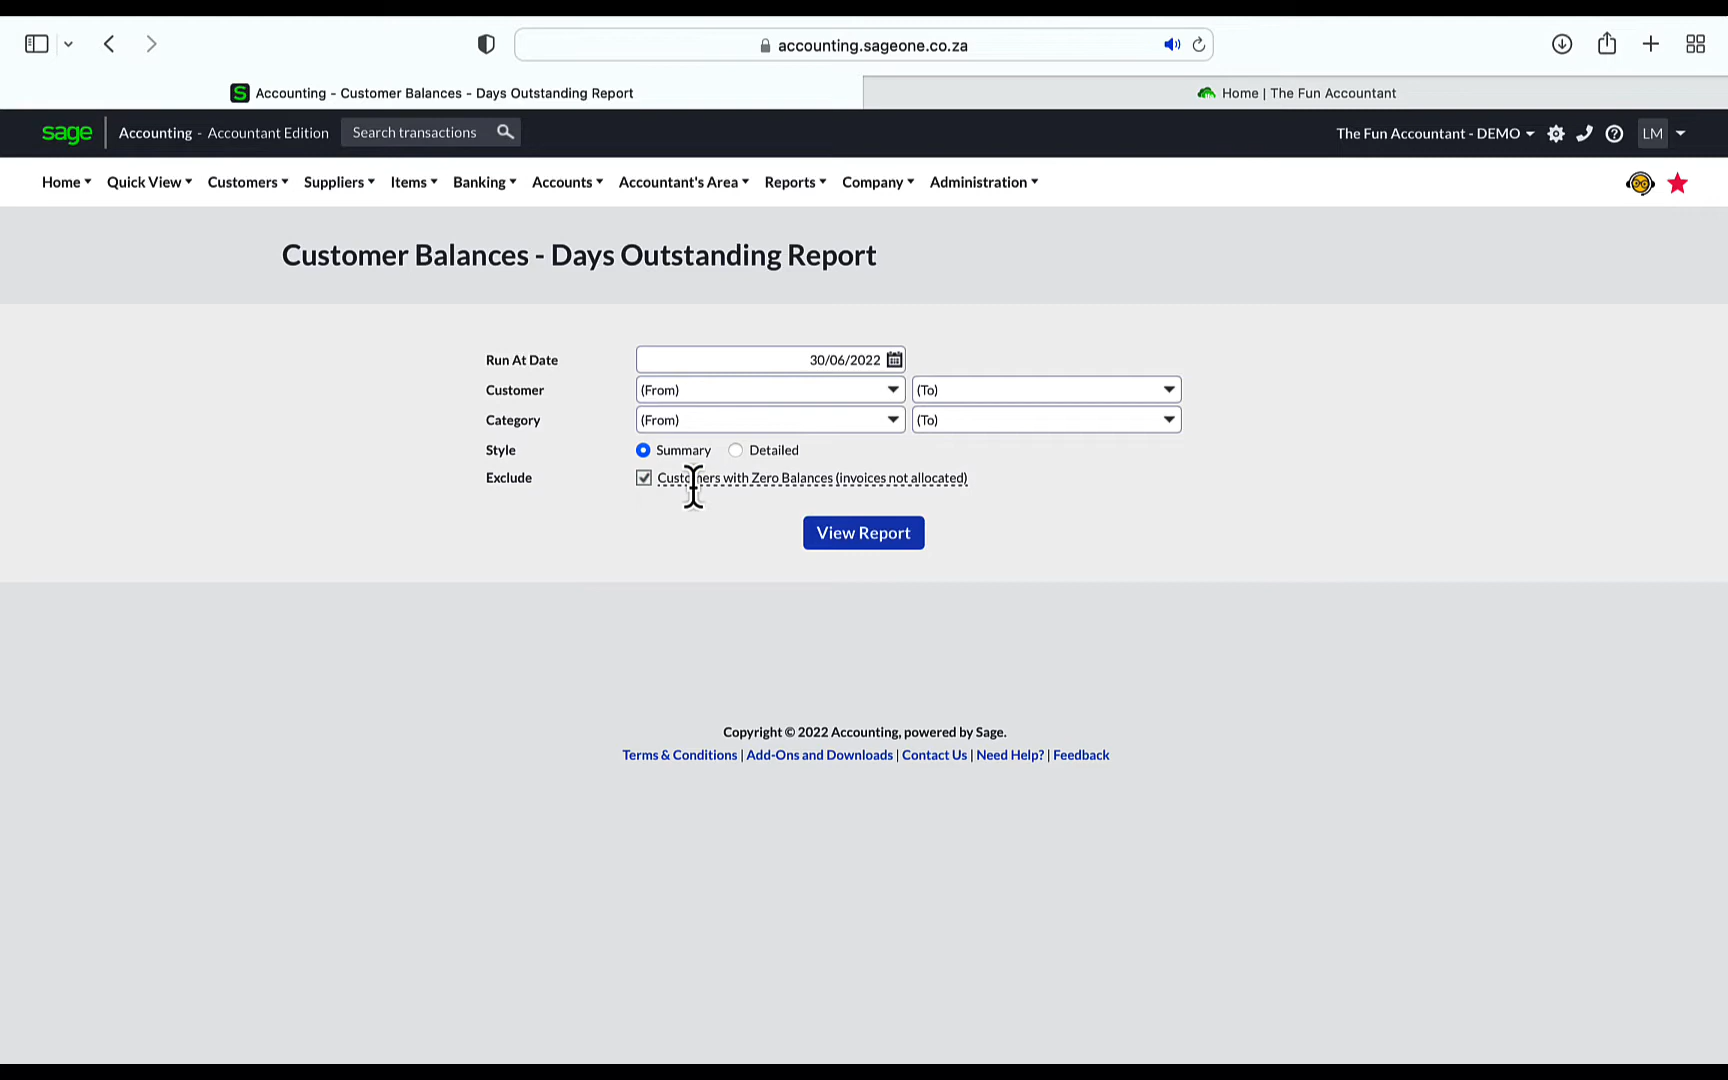 accounting.sageone.co.za
Accounting - Customer Balances - Days Outstanding Report
Home | The Fun Accountant
sage Accounting - Accountant Edition Search transactions The Fun Accountant - DEMO LM
Home Quick View Customers Suppliers Items Banking Accounts Accountant's Area Reports Company Administration
Customer Balances - Days Outstanding Report
Run At Date 30/06/2022
Customer (From) (To)
Category (From) (To)
Style Summary Detailed
Exclude Customers with Zero Balances (invoices not allocated)
View Report
Copyright © 2022 Accounting, powered by Sage.
Terms & Conditions | Add-Ons and Downloads | Contact Us | Need Help? | Feedback